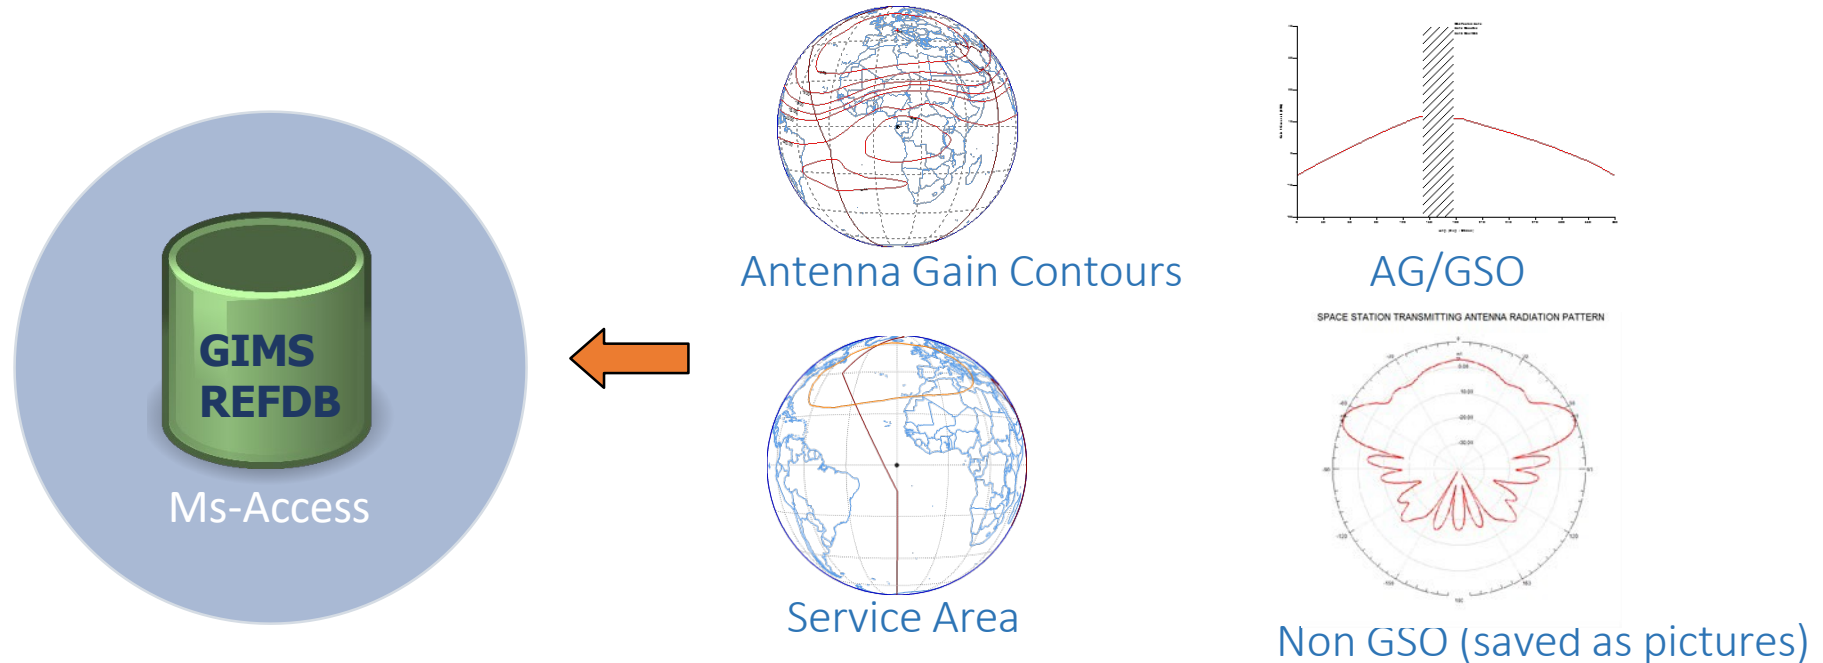 GIMS
REFDB
Ms-Access
Antenna Gain Contours
AG/GSO
Service Area
SPACE STATION TRANSMITTING ANTENNA RADIATION PATTERN
Non GSO (saved as pictures)